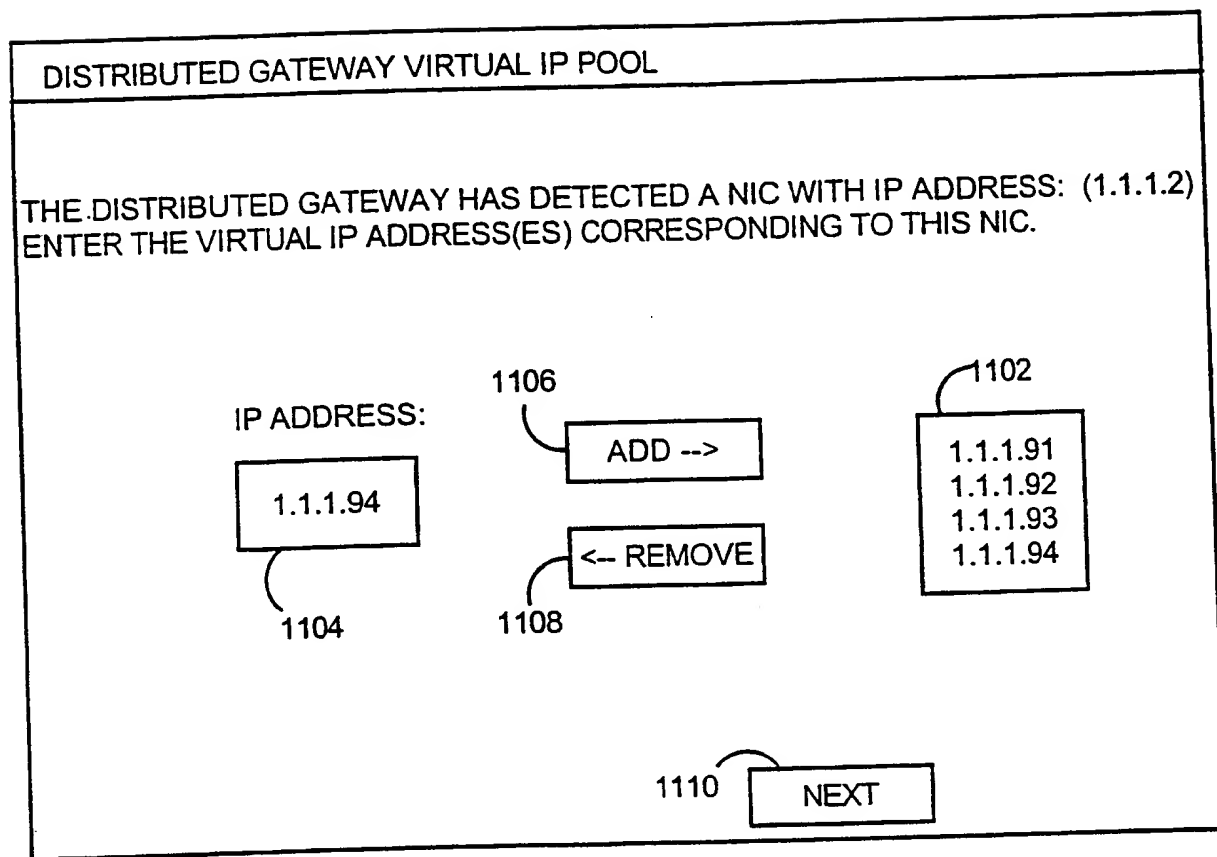 DISTRIBUTED GATEWAY VIRTUAL IP POOL
THE DISTRIBUTED GATEWAY HAS DETECTED A NIC WITH IP ADDRESS: (1.1.1.2)
ENTER THE VIRTUAL IP ADDRESS(ES) CORRESPONDING TO THIS NIC.
1106
1102
IP ADDRESS:
ADD -->
1.1.1.94
1.1.1.91
1.1.1.92
1.1.1.93
1.1.1.94
<-- REMOVE
1104
1108
1110
NEXT